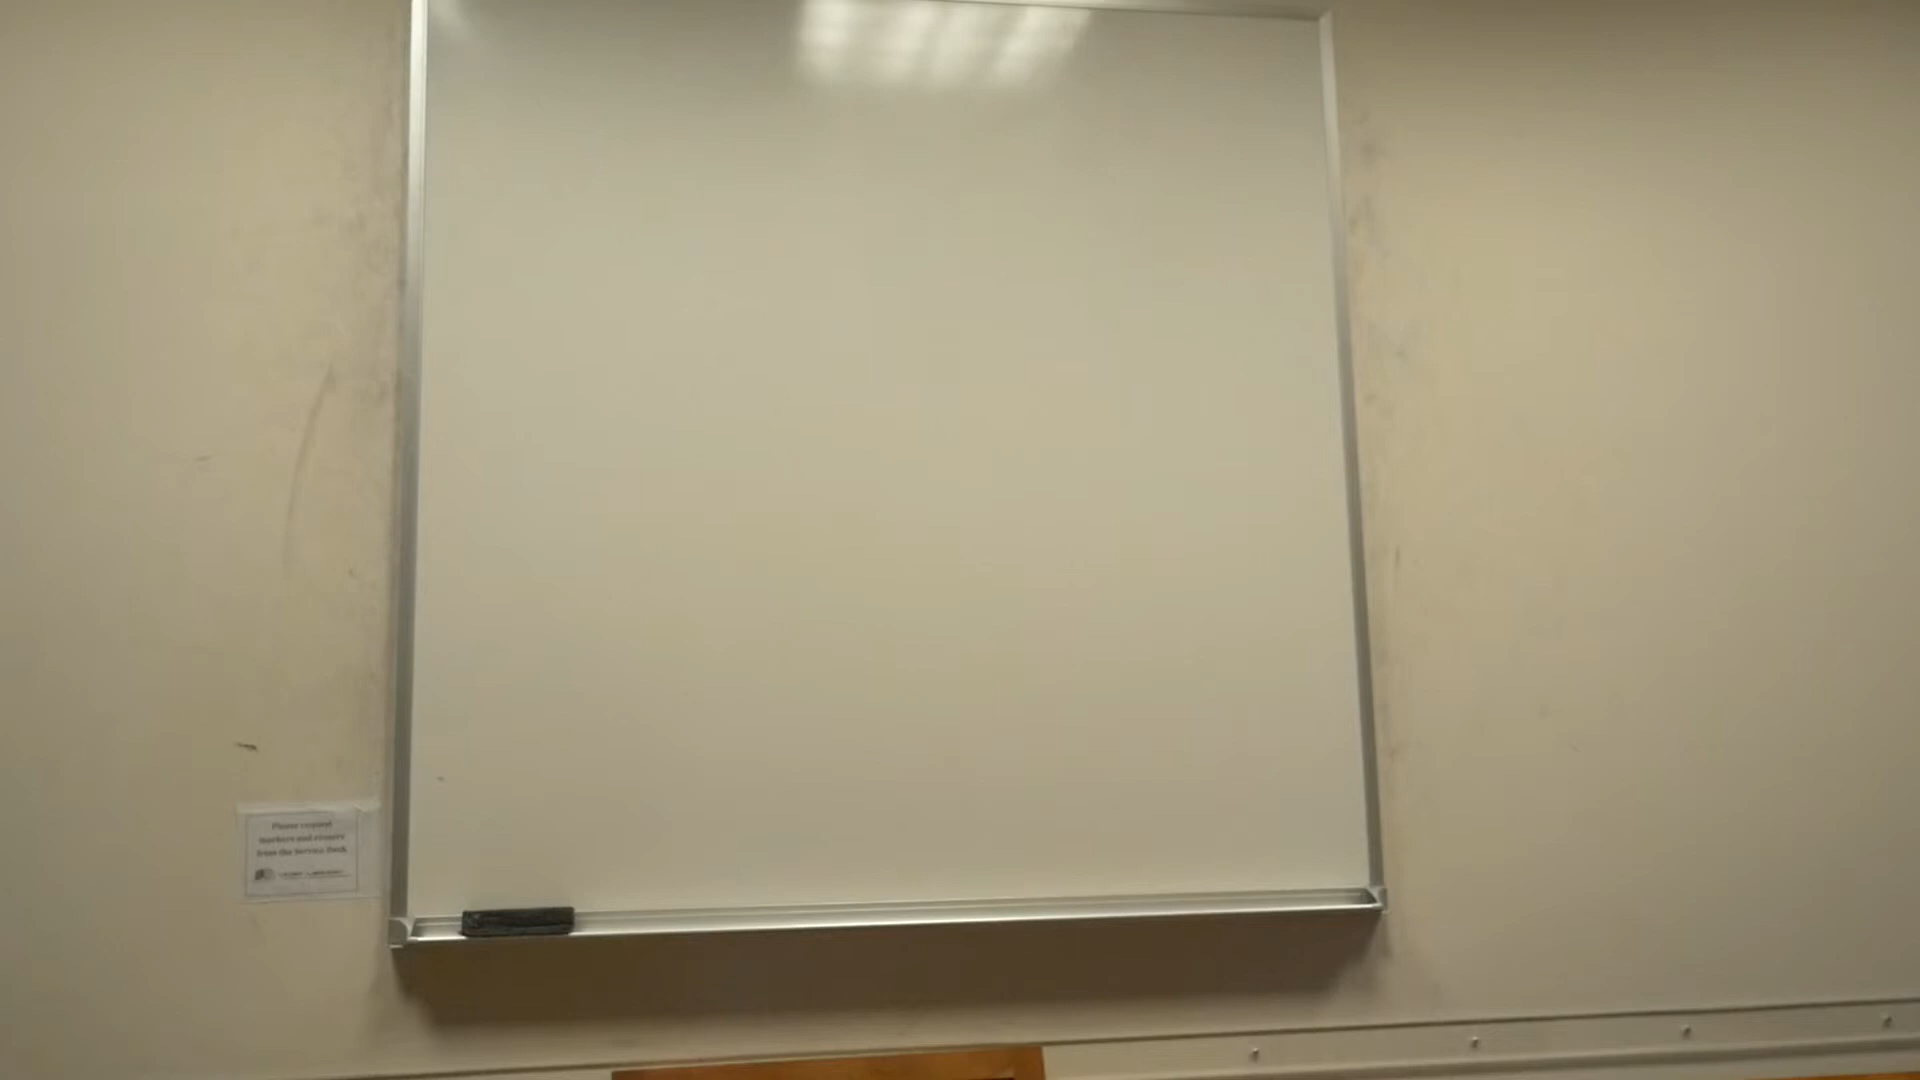 Please request
markers and erasers
from the Service Desk